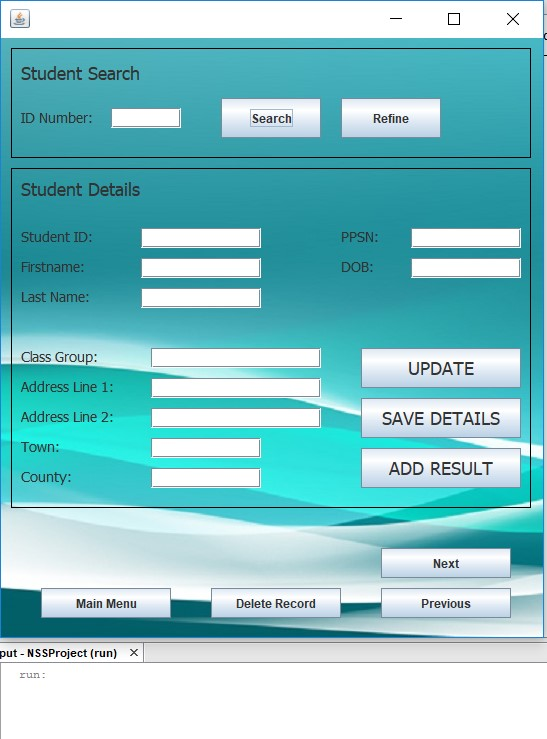 Student Search
ID Number: Search Refine
Student Details
Student ID: PPSN:
Firstname: DOB:
Last Name:
Class Group:
UPDATE
Address Line 1:
Address Line 2: SAVE DETAILS
Town:
ADD RESULT
County:
Next
Main Menu Delete Record Previous
put - NSSProject (run)
run: